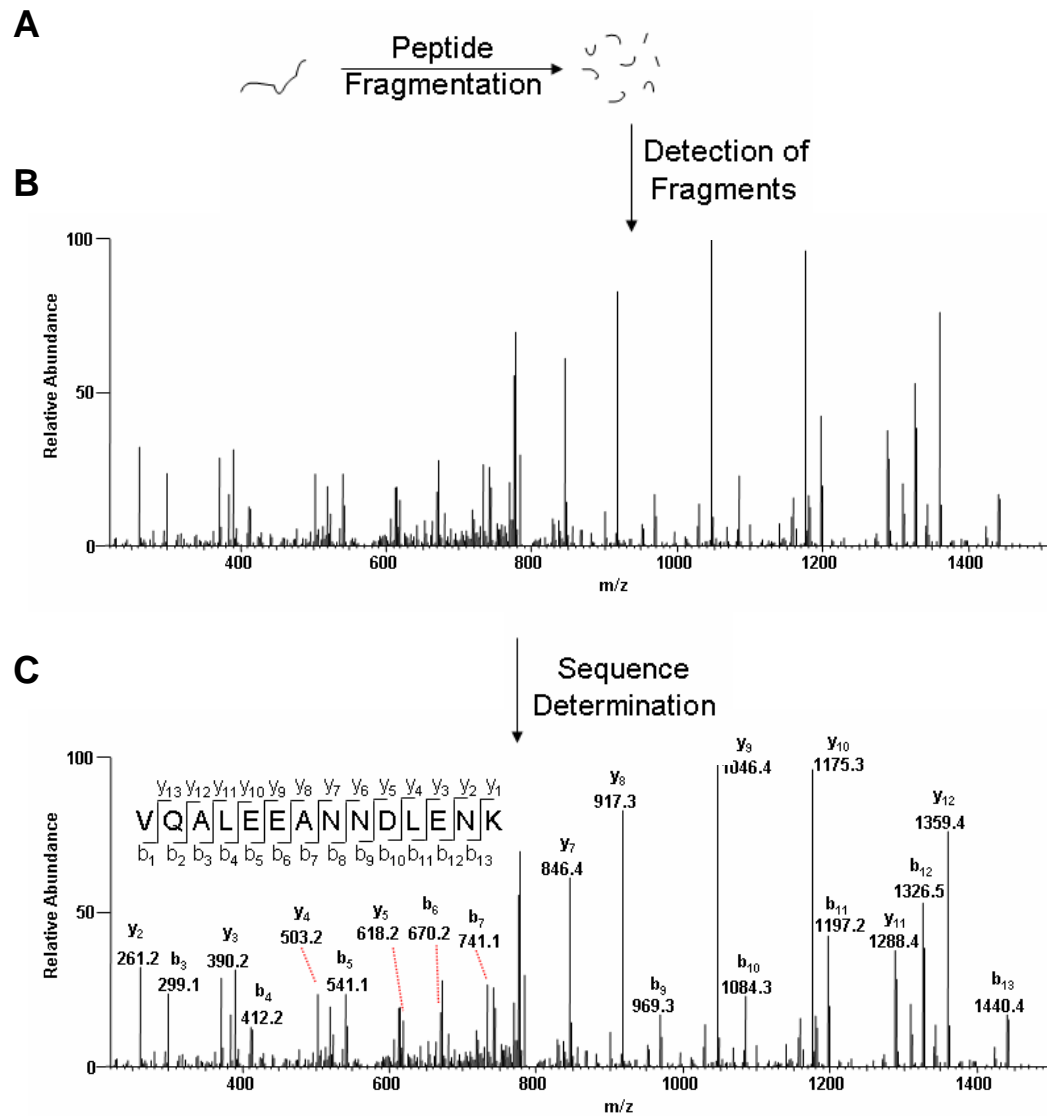 A
Peptide
Fragmentation
Detection of
Fragments
B
100
50
0
Relative Abundance
400 600 800 1000 1200 1400
m/z
C
Sequence
Determination
100
50
0
Relative Abundance
y13 y12 y11 y10 y9 y8 y7 y6 y5 y4 y3 y2 y1
V Q A L E E A N N D L E N K
b1 b2 b3 b4 b5 b6 b7 b8 b9 b10 b11 b12 b13
y2
261.2
b3
299.1
y3
390.2
b4
412.2
y4
503.2
b5
541.1
y5
618.2
b6
670.2
b7
741.1
y7
846.4
y8
917.3
b9
969.3
y9
1046.4
b10
1084.3
y10
1175.3
b11
1197.2
y11
1288.4
b12
1326.5
y12
1359.4
b13
1440.4
400 600 800 1000 1200 1400
m/z